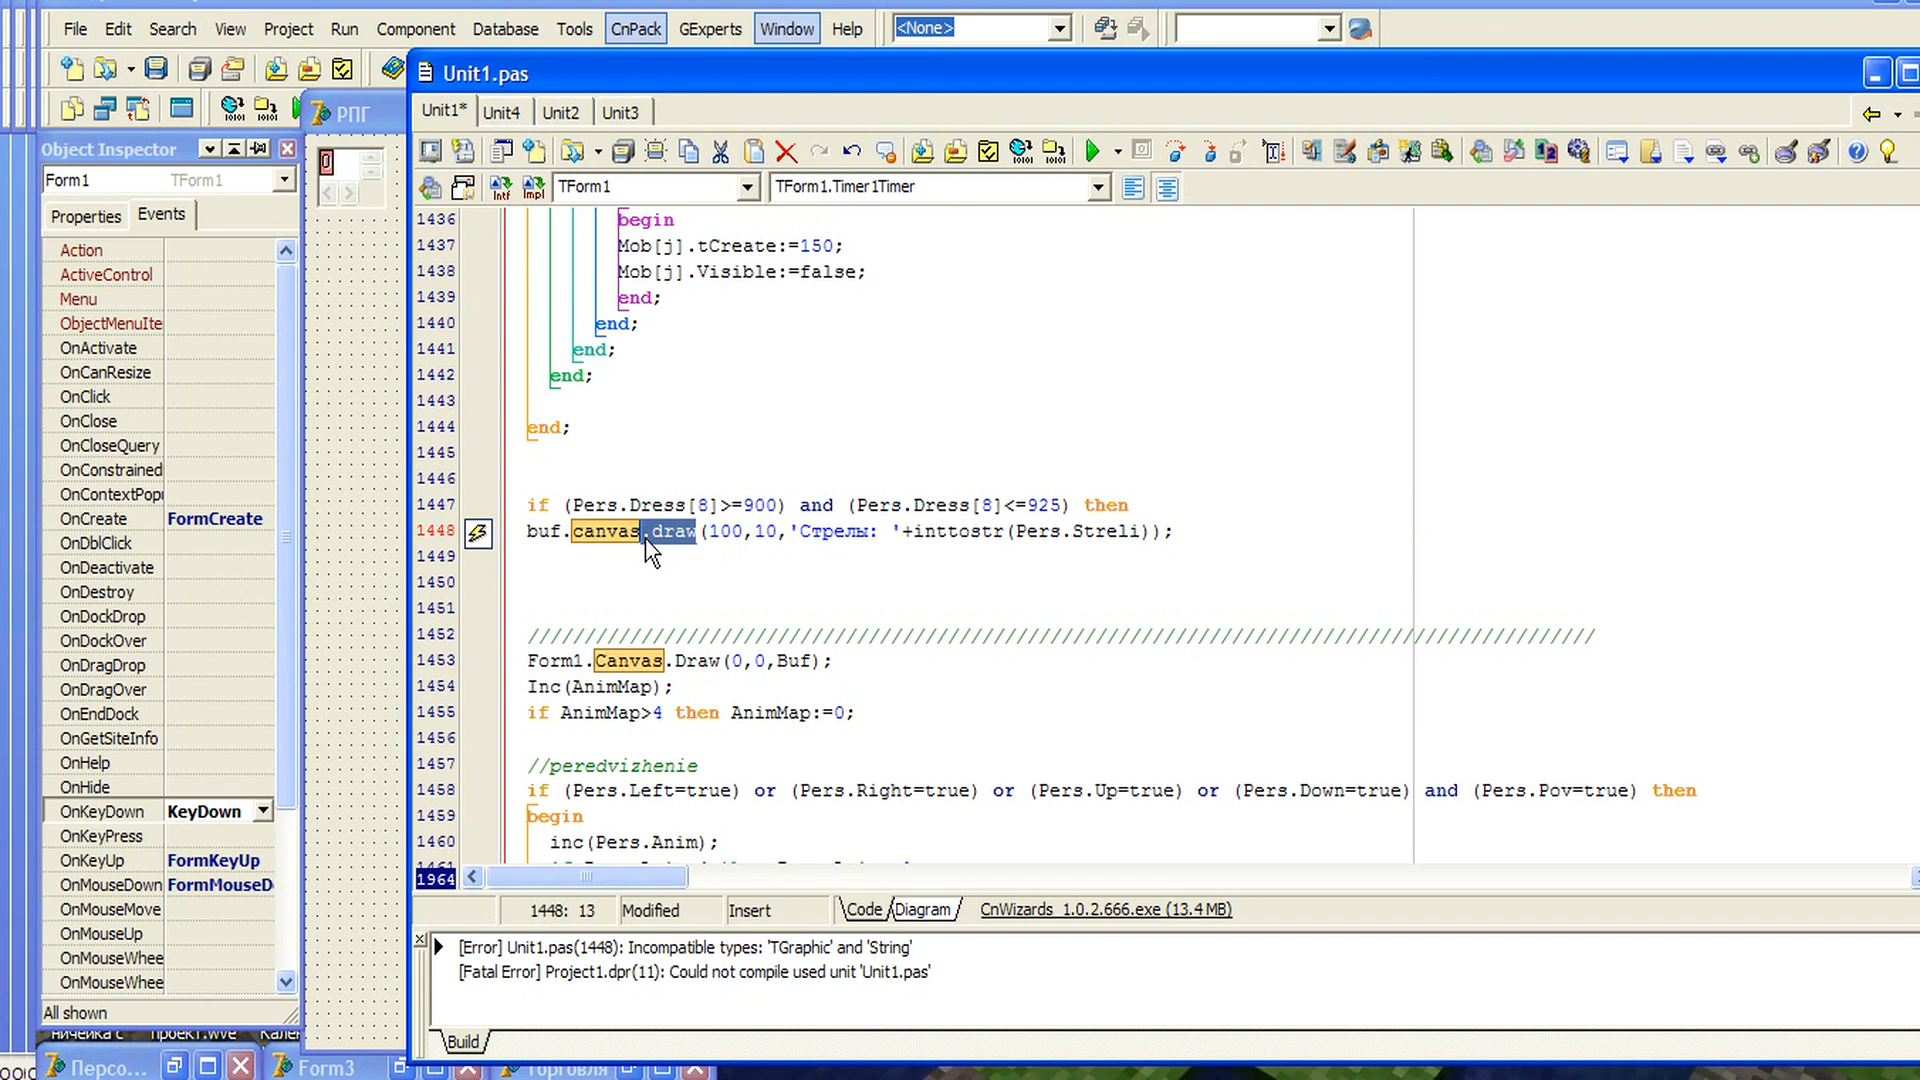 File Edit Search View Project Run Component Database Tools CnPack GExperts Window Help <None>
Unit1.pas
РПГ
Unit1* Unit4 Unit2 Unit3
Object Inspector
Form1 TForm1
Intf Impl TForm1 TForm1.Timer1Timer
Properties Events
Action
ActiveControl
Menu
ObjectMenuIte
OnActivate
OnCanResize
OnClick
OnClose
OnCloseQuery
OnConstrained
OnContextPop
OnCreate FormCreate
OnDblClick
OnDeactivate
OnDestroy
OnDockDrop
OnDockOver
OnDragDrop
OnDragOver
OnEndDock
OnGetSiteInfo
OnHelp
OnHide
OnKeyDown KeyDown
OnKeyPress
OnKeyUp FormKeyUp
OnMouseDown FormMouseD
OnMouseMove
OnMouseUp
OnMouseWhee
OnMouseWhee
All shown
1436 begin
1437 Mob[j].tCreate:=150;
1438 Mob[j].Visible:=false;
1439 end;
1440 end;
1441 end;
1442 end;
1443
1444 end;
1445
1446
1447 if (Pers.Dress[8]>=900) and (Pers.Dress[8]<=925) then
1448 buf.canvas.draw(100,10,'Стрелы: '+inttostr(Pers.Streli));
1449
1450
1451
1452 //////////////////////////////////////////////////////////////////////////////////////////////
1453 Form1.Canvas.Draw(0,0,Buf);
1454 Inc(AnimMap);
1455 if AnimMap>4 then AnimMap:=0;
1456
1457 //peredvizhenie
1458 if (Pers.Left=true) or (Pers.Right=true) or (Pers.Up=true) or (Pers.Down=true) and (Pers.Pov=true) then
1459 begin
1460 inc(Pers.Anim);
1964
1448: 13 Modified Insert Code Diagram CnWizards_1.0.2.666.exe (13.4 MB)
[Error] Unit1.pas(1448): Incompatible types: 'TGraphic' and 'String'
[Fatal Error] Project1.dpr(11): Could not compile used unit 'Unit1.pas'
Build
Персо... Form3 Торговля